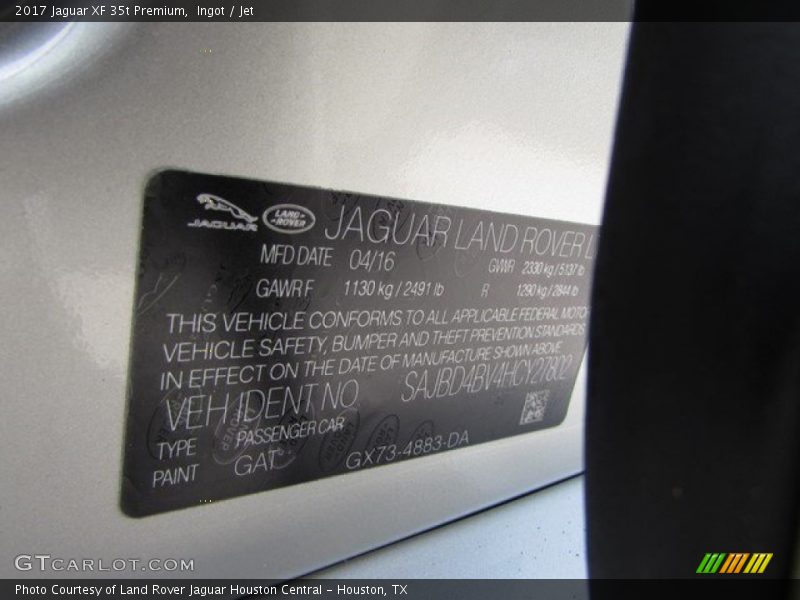 2017 Jaguar XF 35t Premium,  Ingot / Jet
JAGUAR
LAND ROVER
JAGUAR LAND ROVER L
MFD DATE 04/16 GVWR 2330 kg / 5137 lb
GAWR F 1130 kg / 2491 lb R 1290 kg / 2844 lb
THIS VEHICLE CONFORMS TO ALL APPLICABLE FEDERAL MOTO
VEHICLE SAFETY, BUMPER AND THEFT PREVENTION STANDARDS
IN EFFECT ON THE DATE OF MANUFACTURE SHOWN ABOVE
VEH IDENT NO. SAJBD4BV4HCY27802
TYPE PASSENGER CAR
PAINT GAT GX73-4883-DA
GTCARLOT.COM
Photo Courtesy of Land Rover Jaguar Houston Central – Houston, TX